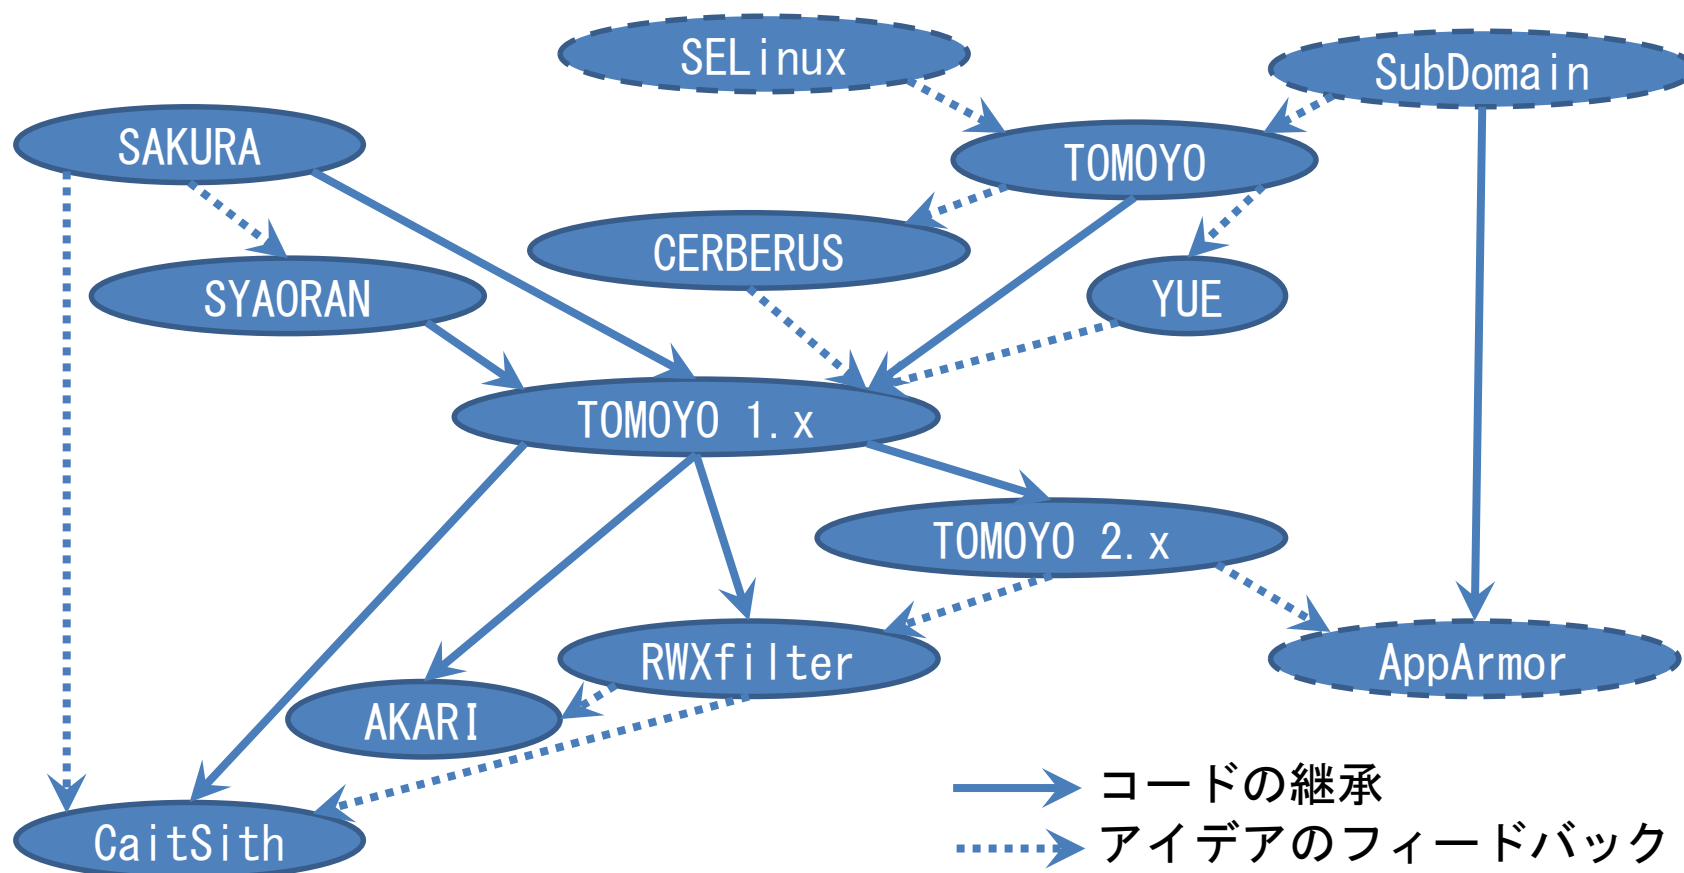 SELinux
SubDomain
SAKURA
TOMOYO
CERBERUS
SYAORAN
YUE
TOMOYO 1.x
TOMOYO 2.x
RWXfilter
AppArmor
AKARI
CaitSith
コードの継承
アイデアのフィードバック